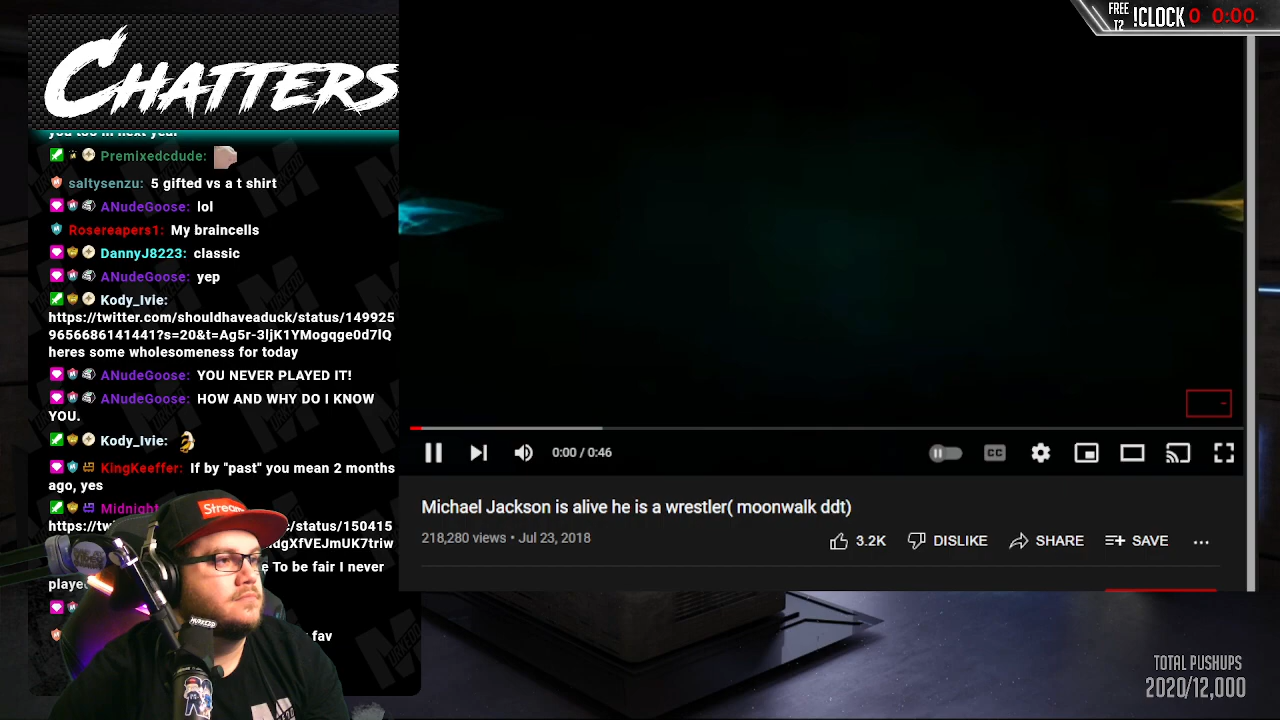 CHATTERS
you too in next year
Premixedcdude:
saltysenzu: 5 gifted vs a t shirt
ANudeGoose: lol
Rosereapers1: My braincells
DannyJ8223: classic
ANudeGoose: yep
Kody_Ivie:
https://twitter.com/shouldhaveaduck/status/149925
9656686141441?s=20&t=Ag5r-3ljK1YMogqge0d7lQ
heres some wholesomeness for today
ANudeGoose: YOU NEVER PLAYED IT!
ANudeGoose: HOW AND WHY DO I KNOW
YOU.
Kody_Ivie:
KingKeeffer: If by "past" you mean 2 months
ago, yes
Midnight
https://tw /status/150415
dgXfVEJmUK7triw
To be fair I never
playe
fav
Stream
MARKEDD
FREE
12
!CLOCK 0 0:00
0:00 / 0:46
CC
Michael Jackson is alive he is a wrestler( moonwalk ddt)
218,280 views • Jul 23, 2018
3.2K DISLIKE SHARE SAVE ...
TOTAL PUSHUPS
2020/12,000